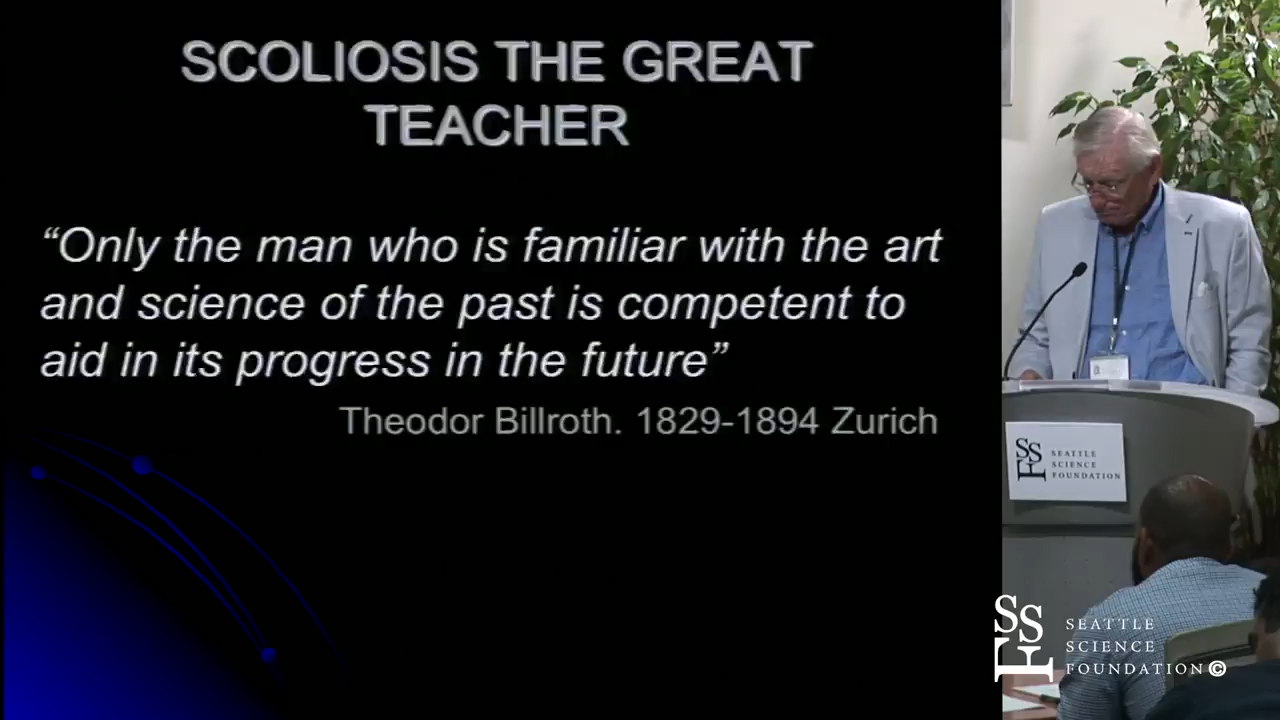 SCOLIOSIS THE GREAT
TEACHER
“Only the man who is familiar with the art
and science of the past is competent to
aid in its progress in the future”
Theodor Billroth. 1829-1894 Zurich
SSF
SEATTLE
SCIENCE
FOUNDATION
SSF
SEATTLE
SCIENCE
FOUNDATION©